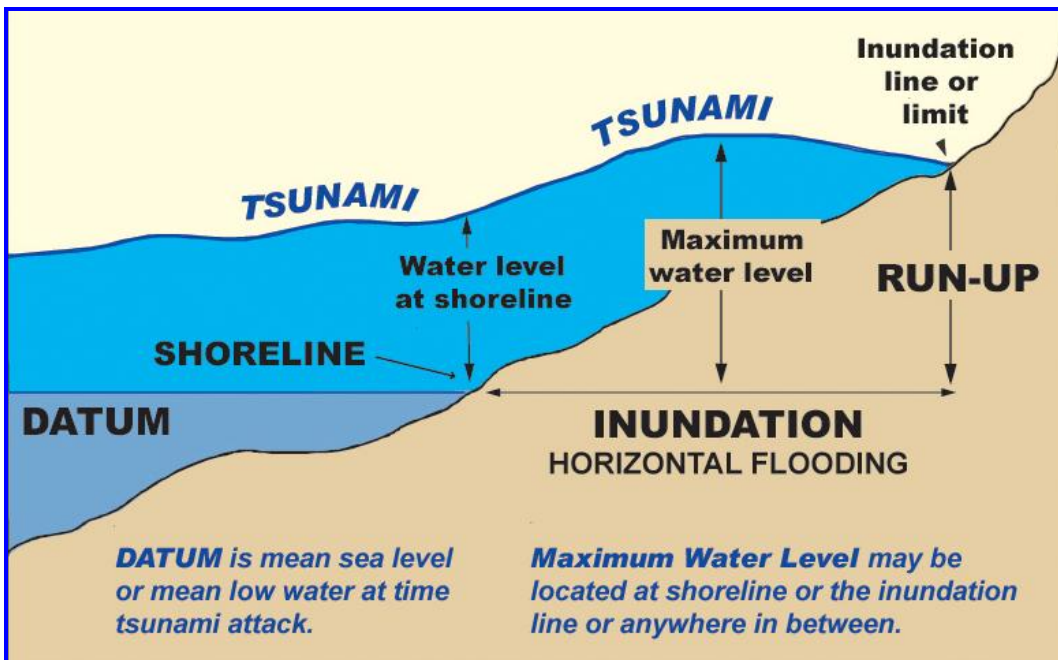 Inundation
line or
limit
TSUNAMI
TSUNAMI
Water level
at shoreline
Maximum
water level
RUN-UP
SHORELINE
DATUM
INUNDATION
HORIZONTAL FLOODING
DATUM is mean sea level
or mean low water at time
tsunami attack.
Maximum Water Level may be
located at shoreline or the inundation
line or anywhere in between.